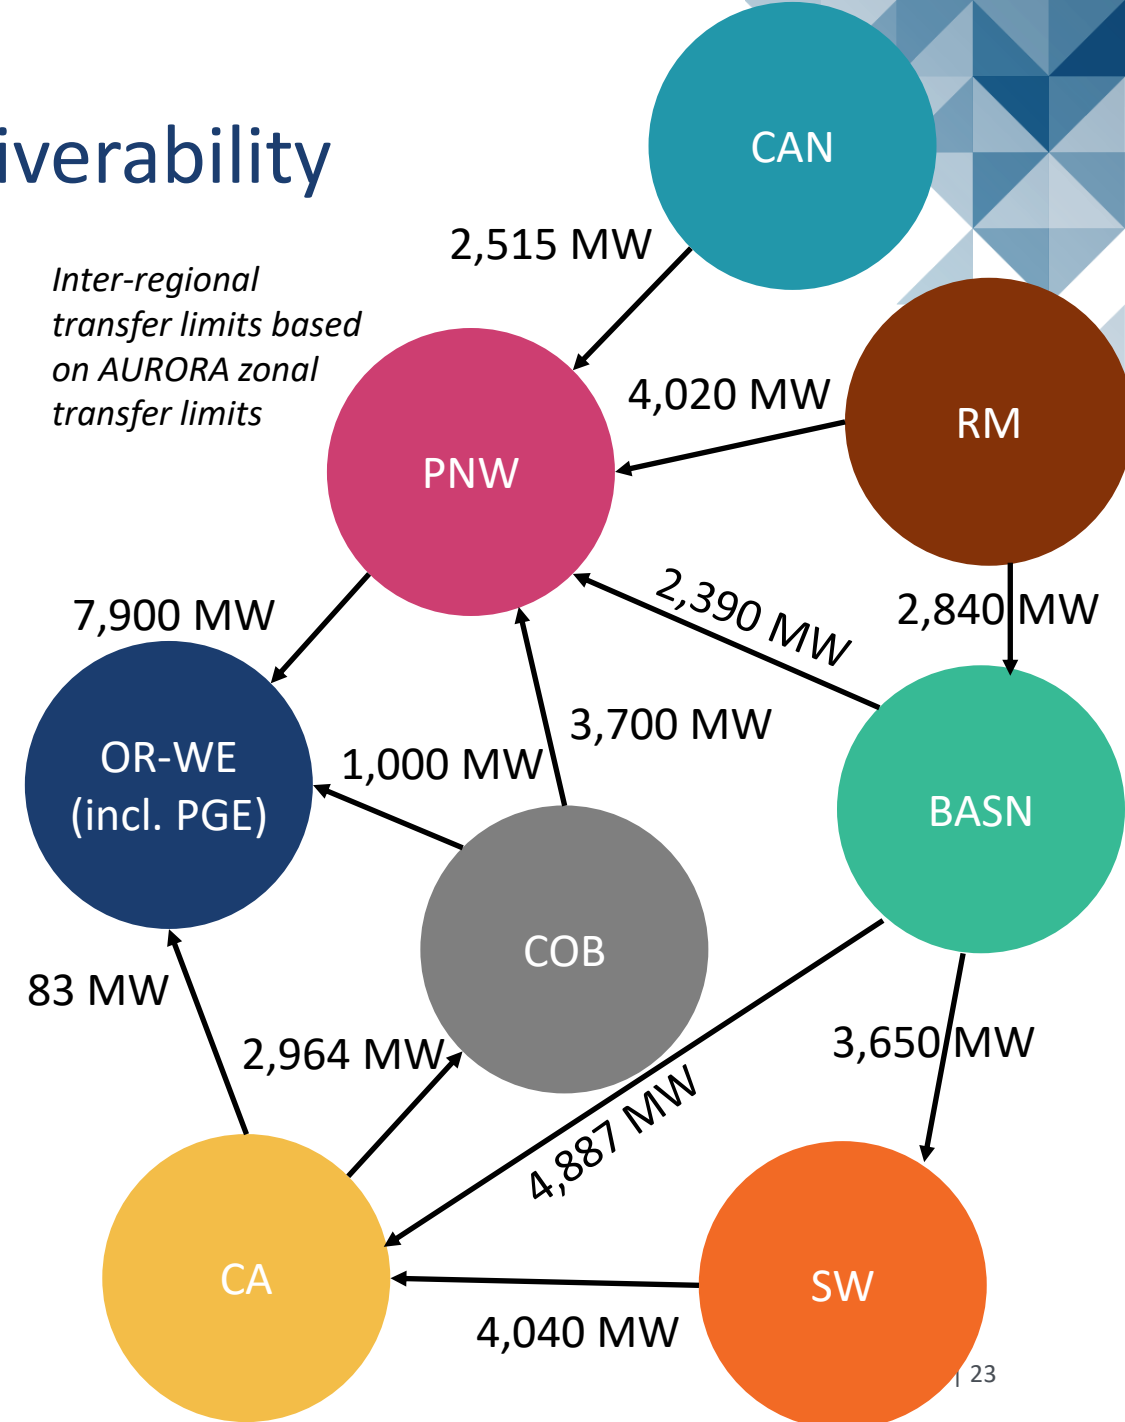 iverability
Inter-regional
transfer limits based
on AURORA zonal
transfer limits
CAN
2,515 MW
RM
4,020 MW
PNW
2,390 MW
2,840 MW
7,900 MW
3,700 MW
OR-WE
(incl. PGE)
1,000 MW
BASN
COB
83 MW
2,964 MW
3,650 MW
4,887 MW
CA
SW
4,040 MW
| 23